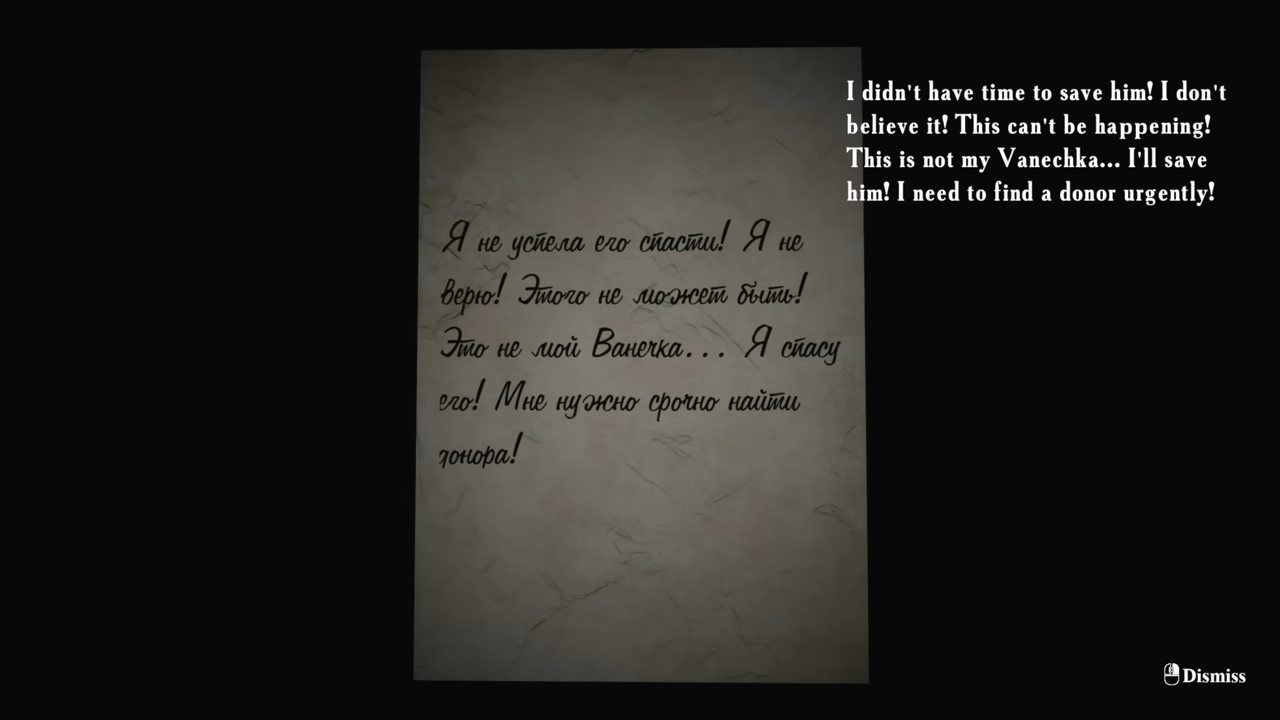 Я не успела его спасти! Я не
верю! Этого не может быть!
Это не мой Ванечка... Я спасу
его! Мне нужно срочно найти
донора!
I didn't have time to save him! I don't
believe it! This can't be happening!
This is not my Vanechka... I'll save
him! I need to find a donor urgently!
Dismiss